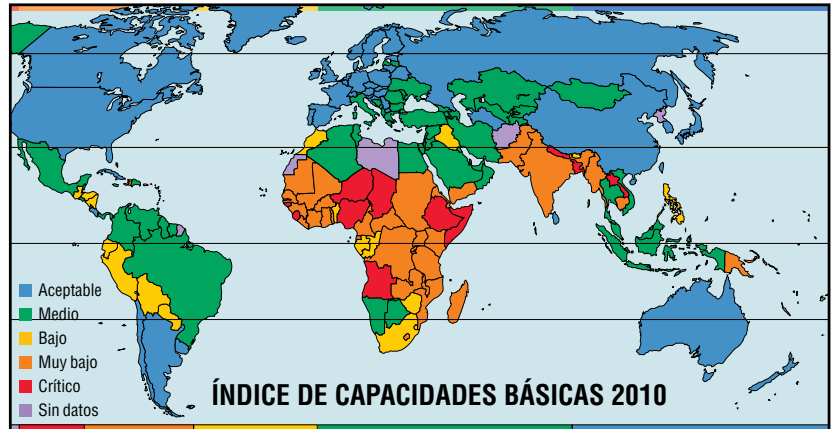 Aceptable
Medio
Bajo
Muy bajo
Crítico
Sin datos
ÍNDICE DE CAPACIDADES BÁSICAS 2010